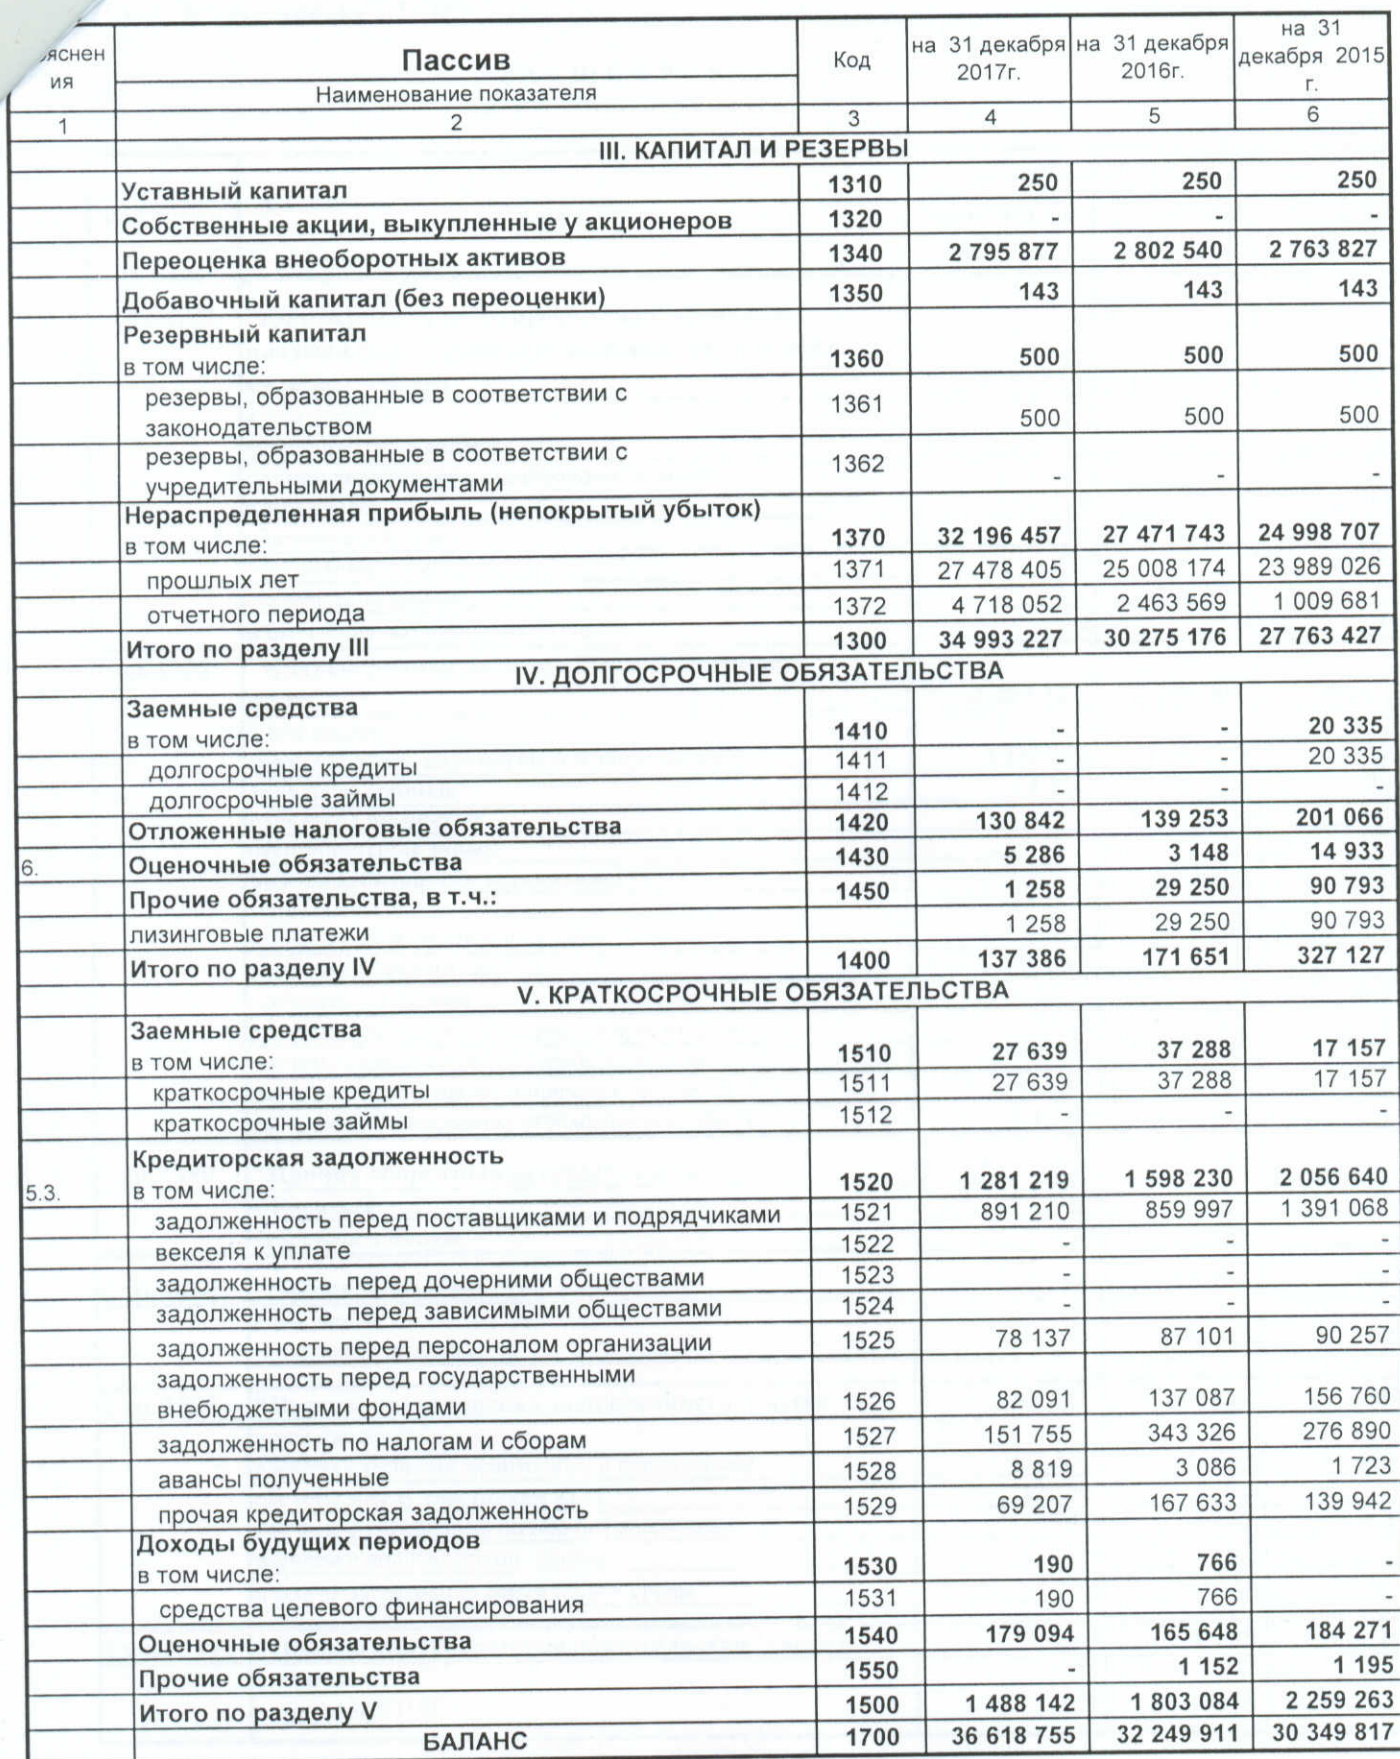 яснен Пассив Код на 31 декабря на 31 декабря на 31
ия Наименование показателя 2017г. 2016г. декабря 2015
г.
1 2 3 4 5 6
III. КАПИТАЛ И РЕЗЕРВЫ
Уставный капитал 1310 250 250 250
Собственные акции, выкупленные у акционеров 1320 - - -
Переоценка внеоборотных активов 1340 2 795 877 2 802 540 2 763 827
Добавочный капитал (без переоценки) 1350 143 143 143
Резервный капитал
в том числе: 1360 500 500 500
резервы, образованные в соответствии с
законодательством 1361 500 500 500
резервы, образованные в соответствии с
учредительными документами 1362 - - -
Нераспределенная прибыль (непокрытый убыток)
в том числе: 1370 32 196 457 27 471 743 24 998 707
прошлых лет 1371 27 478 405 25 008 174 23 989 026
отчетного периода 1372 4 718 052 2 463 569 1 009 681
Итого по разделу III 1300 34 993 227 30 275 176 27 763 427
IV. ДОЛГОСРОЧНЫЕ ОБЯЗАТЕЛЬСТВА
Заемные средства
в том числе: 1410 - - 20 335
долгосрочные кредиты 1411 - - 20 335
долгосрочные займы 1412 - - -
Отложенные налоговые обязательства 1420 130 842 139 253 201 066
6. Оценочные обязательства 1430 5 286 3 148 14 933
Прочие обязательства, в т.ч.: 1450 1 258 29 250 90 793
лизинговые платежи 1 258 29 250 90 793
Итого по разделу IV 1400 137 386 171 651 327 127
V. КРАТКОСРОЧНЫЕ ОБЯЗАТЕЛЬСТВА
Заемные средства
в том числе: 1510 27 639 37 288 17 157
краткосрочные кредиты 1511 27 639 37 288 17 157
краткосрочные займы 1512 - - -
Кредиторская задолженность
5.3. в том числе: 1520 1 281 219 1 598 230 2 056 640
задолженность перед поставщиками и подрядчиками 1521 891 210 859 997 1 391 068
векселя к уплате 1522 - - -
задолженность перед дочерними обществами 1523 - - -
задолженность перед зависимыми обществами 1524 - - -
задолженность перед персоналом организации 1525 78 137 87 101 90 257
задолженность перед государственными
внебюджетными фондами 1526 82 091 137 087 156 760
задолженность по налогам и сборам 1527 151 755 343 326 276 890
авансы полученные 1528 8 819 3 086 1 723
прочая кредиторская задолженность 1529 69 207 167 633 139 942
Доходы будущих периодов
в том числе: 1530 190 766 -
средства целевого финансирования 1531 190 766 -
Оценочные обязательства 1540 179 094 165 648 184 271
Прочие обязательства 1550 - 1 152 1 195
Итого по разделу V 1500 1 488 142 1 803 084 2 259 263
БАЛАНС 1700 36 618 755 32 249 911 30 349 817